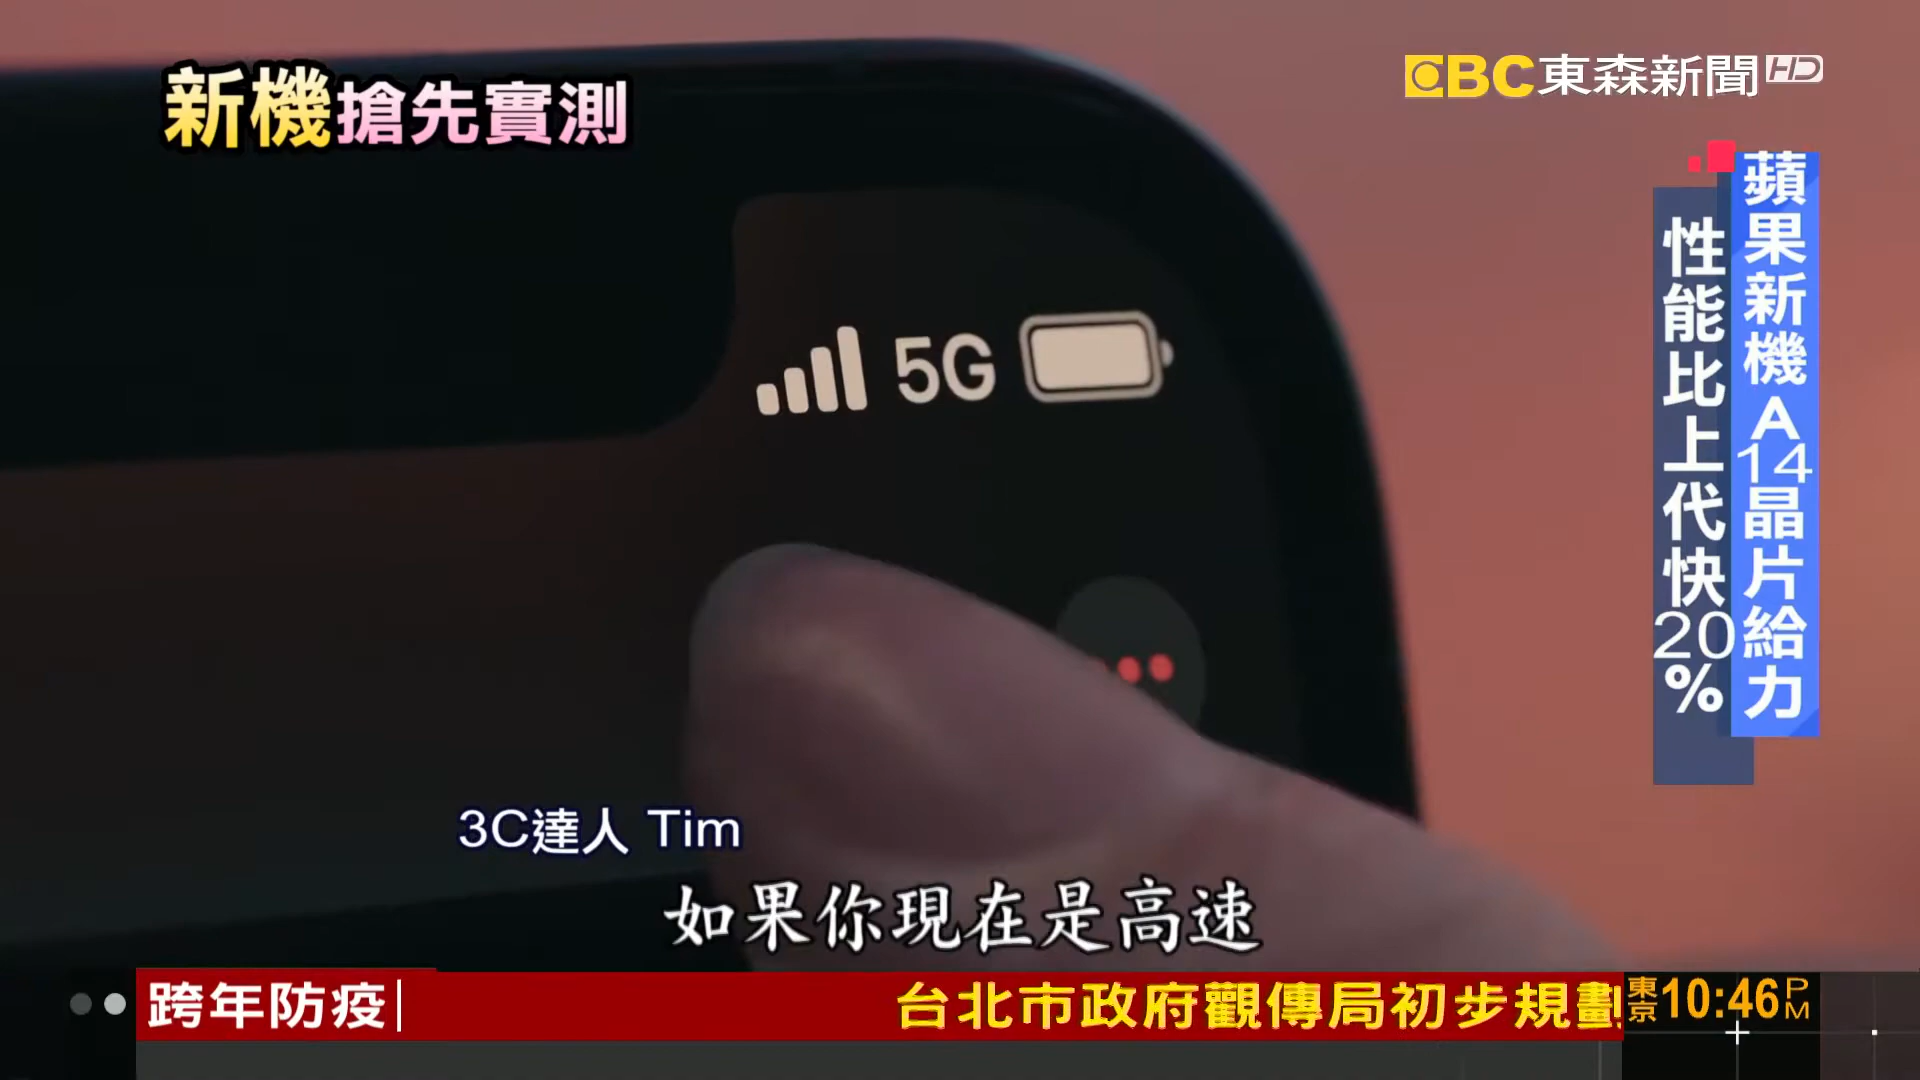 新機搶先實測
EBC東森新聞HD
蘋果新機A14晶片給力
性能比上代快20%
5G
3C達人 Tim
如果你現在是高速
跨年防疫
台北市政府觀傳局初步規劃
東京10:46PM